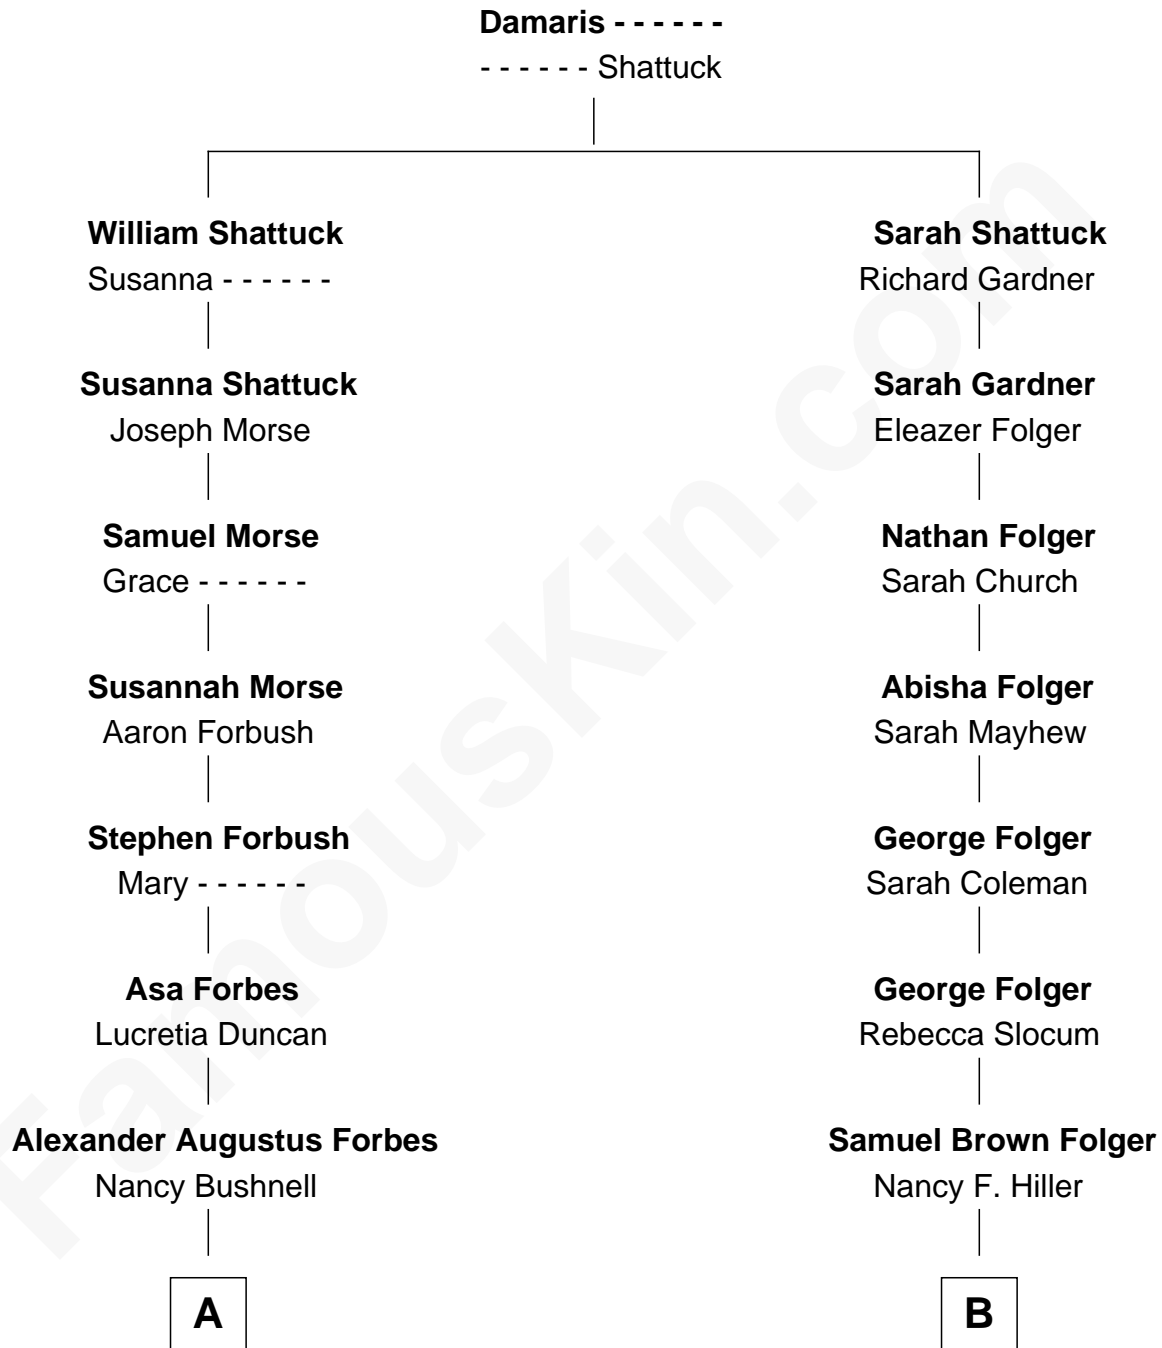 Damaris - - - - - -
- - - - - - Shattuck
William Shattuck
Susanna - - - - - -
Sarah Shattuck
Richard Gardner
Susanna Shattuck
Joseph Morse
Sarah Gardner
Eleazer Folger
Samuel Morse
Grace - - - - - -
Nathan Folger
Sarah Church
Susannah Morse
Aaron Forbush
Abisha Folger
Sarah Mayhew
Stephen Forbush
Mary - - - - - -
George Folger
Sarah Coleman
Asa Forbes
Lucretia Duncan
George Folger
Rebecca Slocum
Alexander Augustus Forbes
Nancy Bushnell
Samuel Brown Folger
Nancy F. Hiller
A
B
FamousKin.com